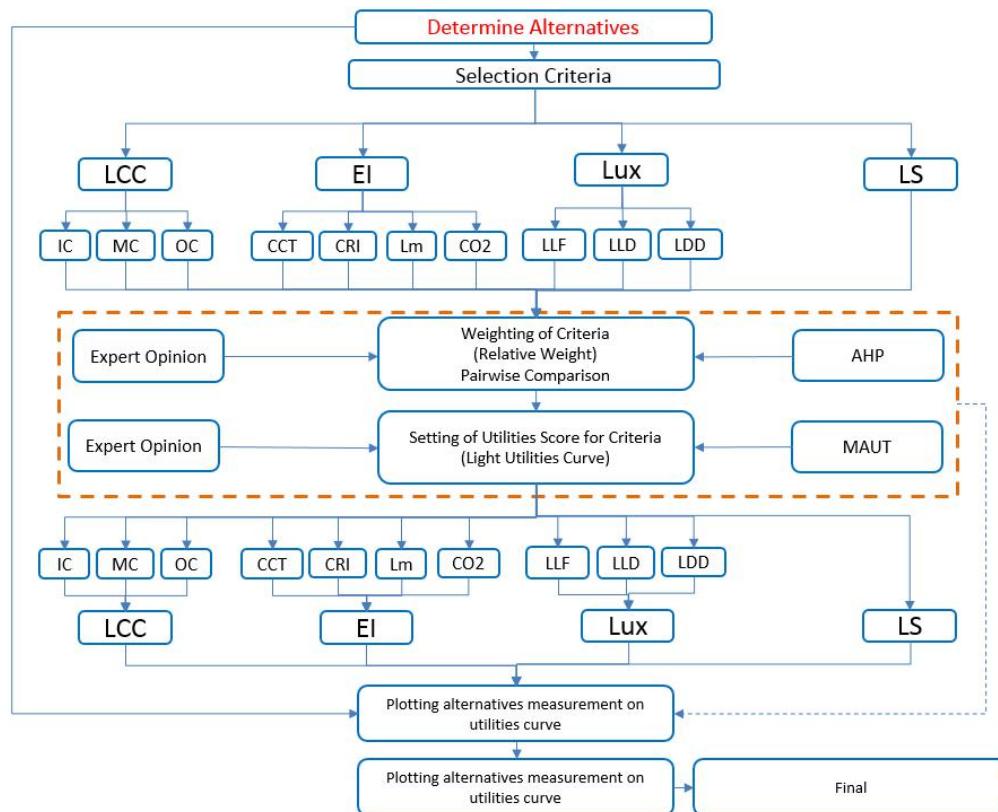 Determine Alternatives
Selection Criteria
LCC
EI
Lux
LS
IC
MC
OC
CCT
CRI
Lm
CO2
LLF
LLD
LDD
Expert Opinion
Weighting of Criteria
(Relative Weight)
Pairwise Comparison
AHP
Expert Opinion
Setting of Utilities Score for Criteria
(Light Utilities Curve)
MAUT
IC
MC
OC
CCT
CRI
Lm
CO2
LLF
LLD
LDD
LCC
EI
Lux
LS
Plotting alternatives measurement on
utilities curve
Plotting alternatives measurement on
utilities curve
Final